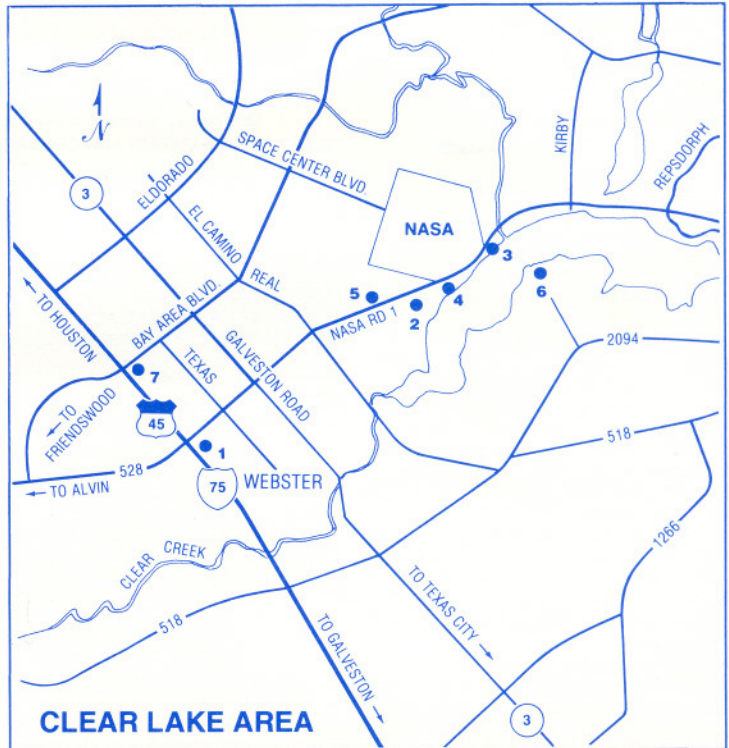 N
3
ELDORADO
SPACE CENTER BLVD.
KIRBY
REPSDORPH
EL CAMINO
REAL
NASA
3
5
NASA RD 1
2
4
6
← TO HOUSTON
BAY AREA BLVD.
GALVESTON ROAD
TEXAS
2094
7
← TO
FRIENDSWOOD
45
1
528
← TO ALVIN
75
WEBSTER
518
CLEAR CREEK
1266
518
TO TEXAS CITY →
TO GALVESTON →
3
CLEAR LAKE AREA